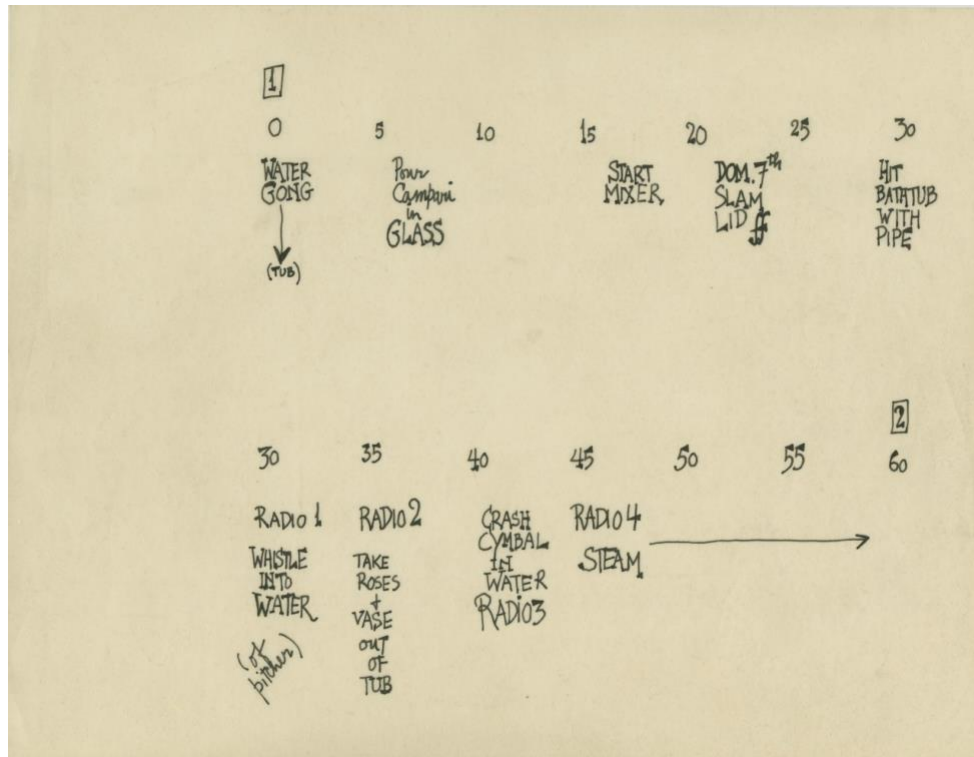 1
0 5 10 15 20 25 30
WATER
GONG
(TUB)
Pour
Campari
in
GLASS
START
MIXER
DOM. 7th
SLAM
LID ff
HIT
BATHTUB
WITH
PIPE
2
30 35 40 45 50 55 60
RADIO 1
WHISTLE
INTO
WATER
(of
pitcher)
RADIO 2
TAKE
ROSES
+
VASE
OUT
OF
TUB
CRASH
CYMBAL
IN
WATER
RADIO3
RADIO 4
STEAM